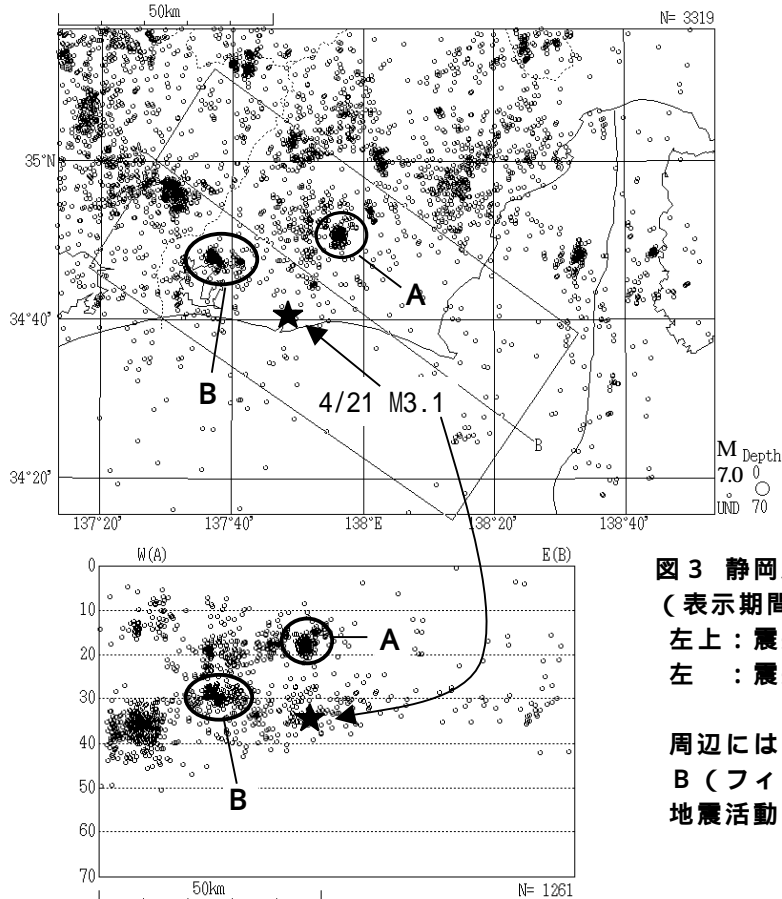 50km
N= 3319
35°N
34°40'
34°20'
A
B
4/21 M3.1
B
M Depth
7.0 0
UND 70
137°20' 137°40' 138°E 138°20' 138°40'
W(A) E(B)
0
10
20
30
40
50
60
70
A
B
50km
N= 1261
図3 静岡
(表示期間
左上:震
左 :震
周辺には
B(フィ
地震活動